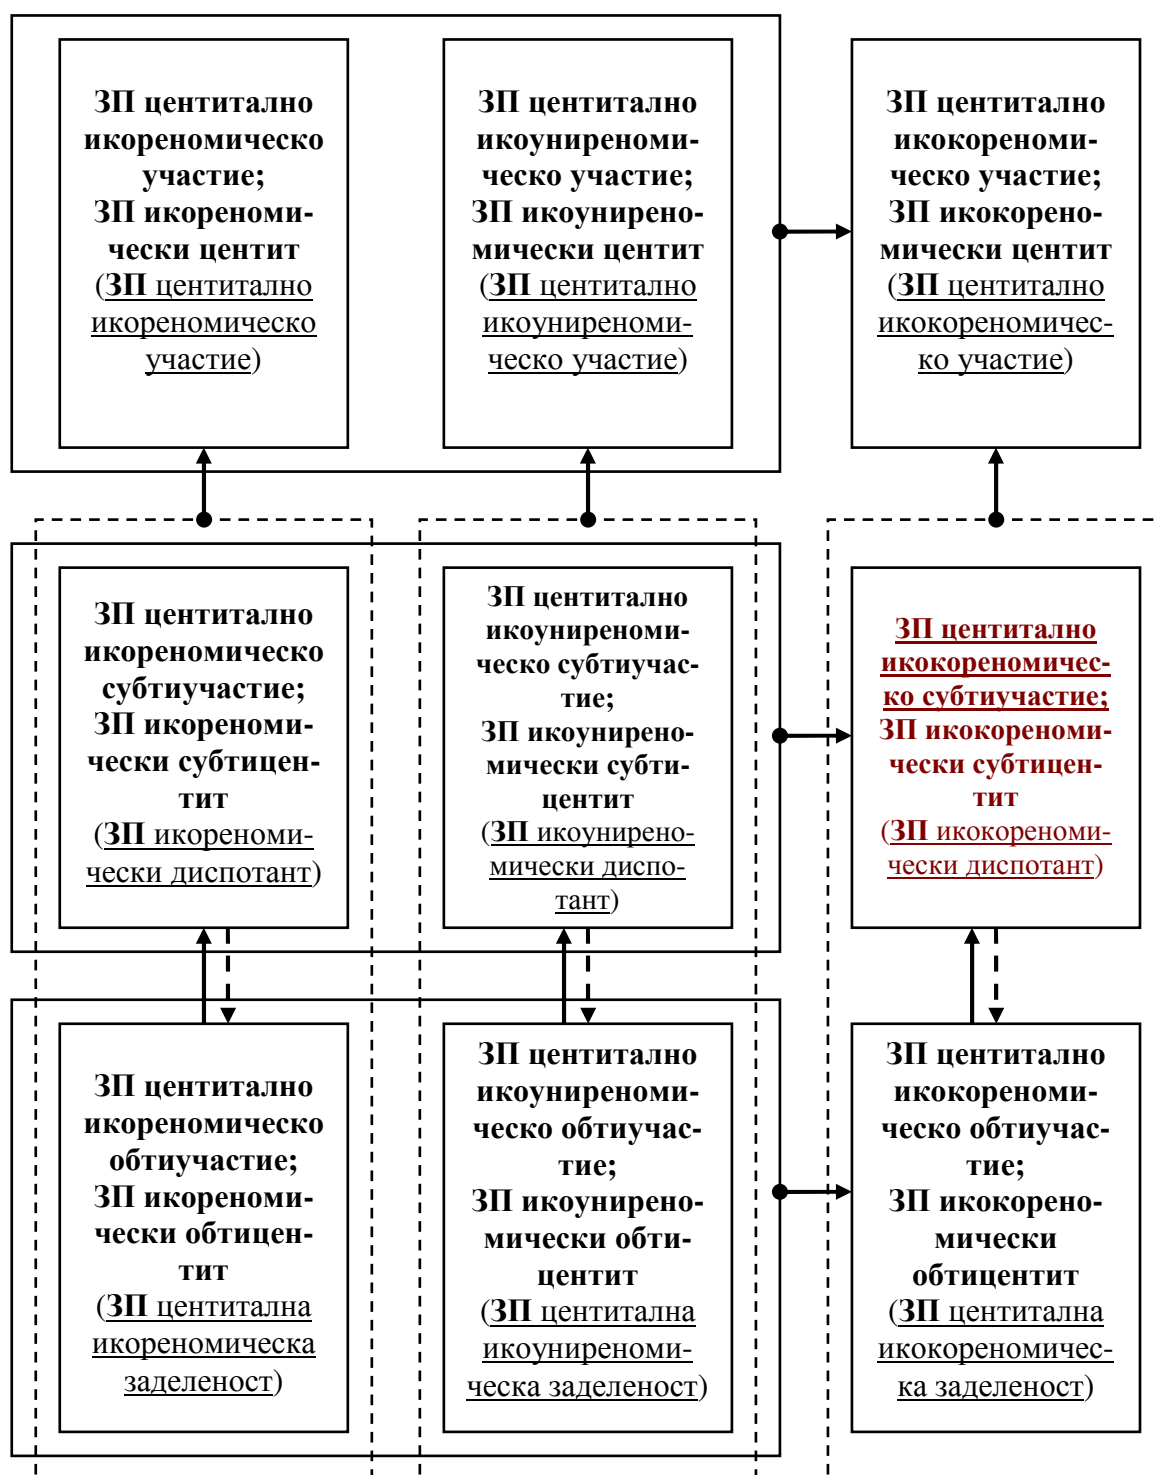 ЗП центитално
икореномическо
участие;
ЗП икореноми-
чески центит
(ЗП центитално
икореномическо
участие)
ЗП центитално
икоуниреноми-
ческо участие;
ЗП икоунирено-
мически центит
(ЗП центитално
икоуниреноми-
ческо участие)
ЗП центитално
икокореноми-
ческо участие;
ЗП икокорено-
мически центит
(ЗП центитално
икокореномичес-
ко участие)
ЗП центитално
икореномическо
субтиучастие;
ЗП икореноми-
чески субтицен-
тит
(ЗП икореноми-
чески диспотант)
ЗП центитално
икоуниреноми-
ческо субтиучас-
тие;
ЗП икоунирено-
мически субти-
центит
(ЗП икоунирено-
мически диспо-
тант)
ЗП центитално
икокореномичес-
ко субтиучастие;
ЗП икокореноми-
чески субтицен-
тит
(ЗП икокореноми-
чески диспотант)
ЗП центитално
икореномическо
обтиучастие;
ЗП икореноми-
чески обтицен-
тит
(ЗП центитална
икореномическа
заделеност)
ЗП центитално
икоуниреноми-
ческо обтиучас-
тие;
ЗП икоунирено-
мически обти-
центит
(ЗП центитална
икоуниреноми-
ческа заделеност)
ЗП центитално
икокореноми-
ческо обтиучас-
тие;
ЗП икокорено-
мически
обтицентит
(ЗП центитална
икокореномичес-
ка заделеност)